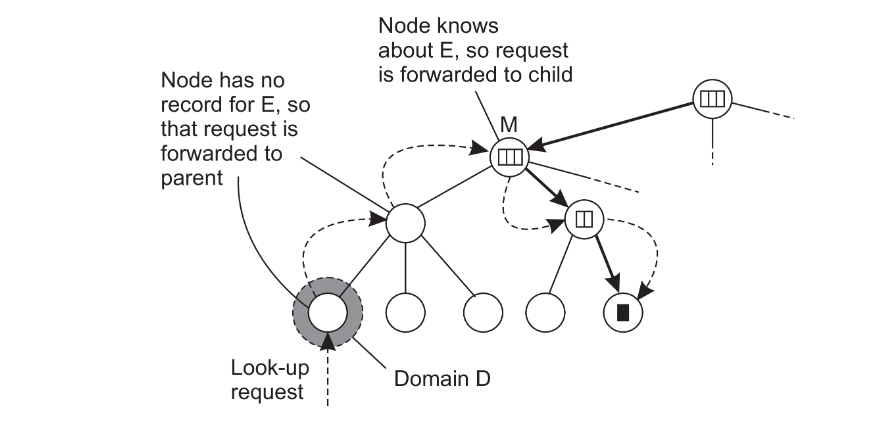 Node knows
about E, so request
is forwarded to child
Node has no
record for E, so
that request is
forwarded to
parent
M
Look-up
request
Domain D